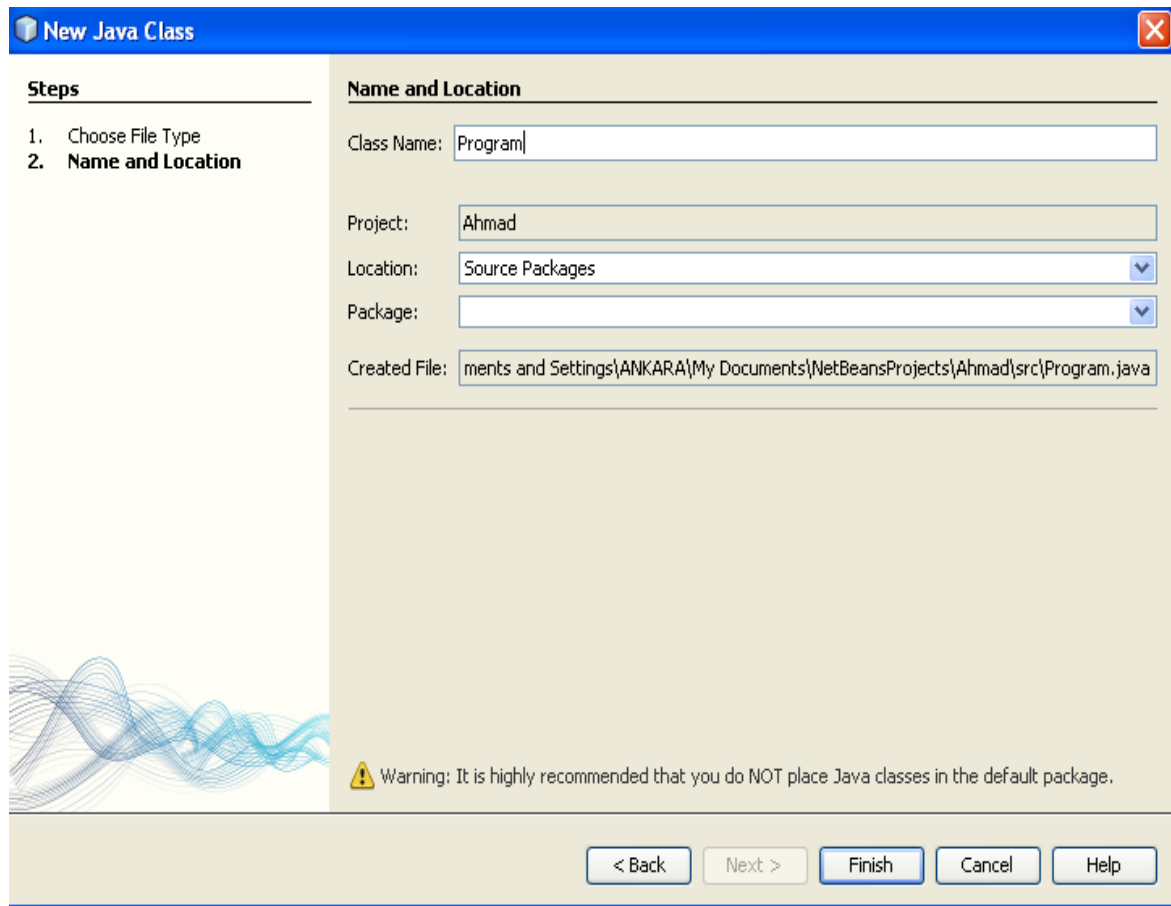 New Java Class
Steps
1. Choose File Type
2. Name and Location
Name and Location
Class Name: Program
Project: Ahmad
Location: Source Packages
Package:
Created File: ments and Settings\ANKARA\My Documents\NetBeansProjects\Ahmad\src\Program.java
Warning: It is highly recommended that you do NOT place Java classes in the default package.
< Back Next > Finish Cancel Help